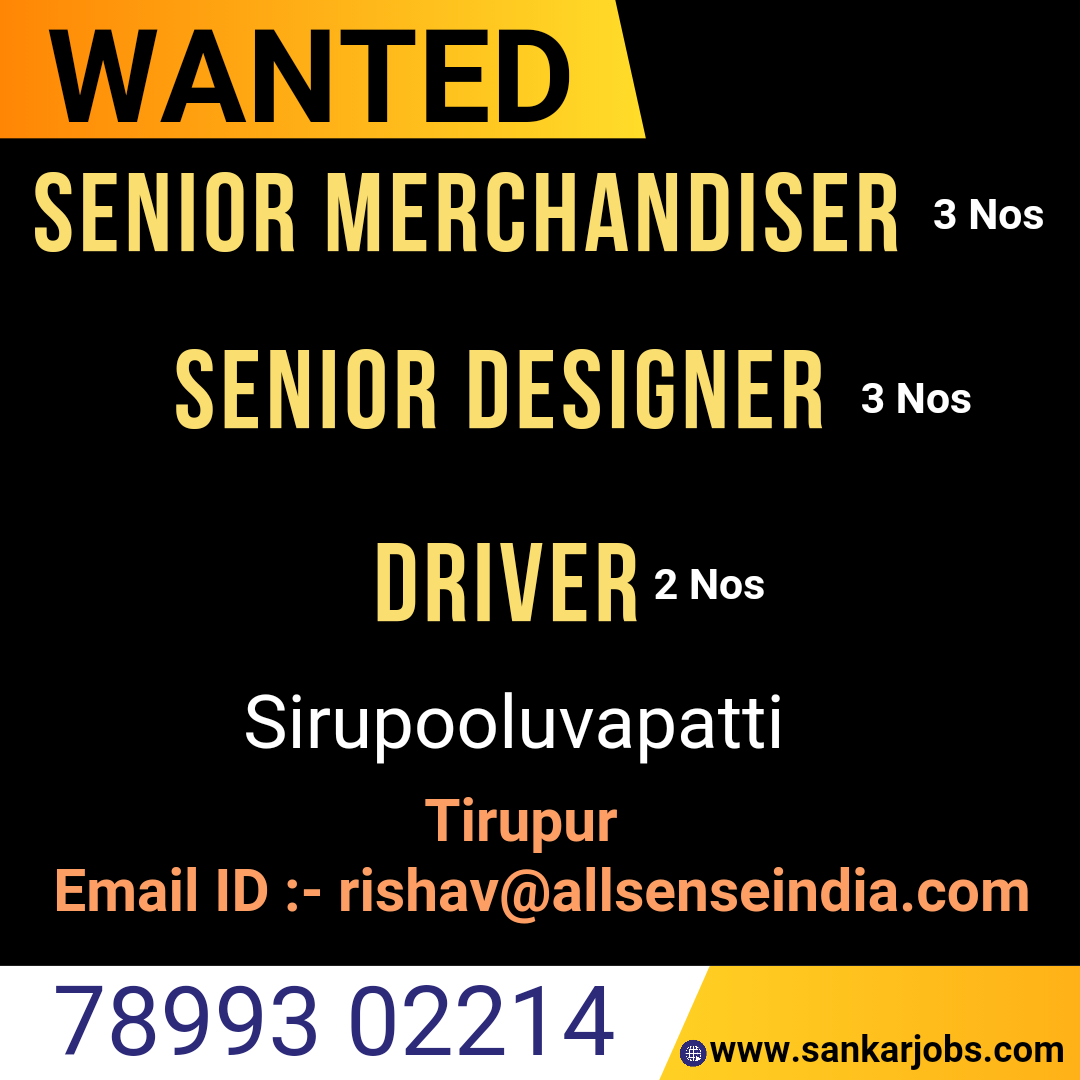 WANTED
SENIOR MERCHANDISER 3 Nos
SENIOR DESIGNER 3 Nos
DRIVER 2 Nos
Sirupooluvapatti
Tirupur
Email ID :- rishav@allsenseindia.com
78993 02214
www.sankarjobs.com